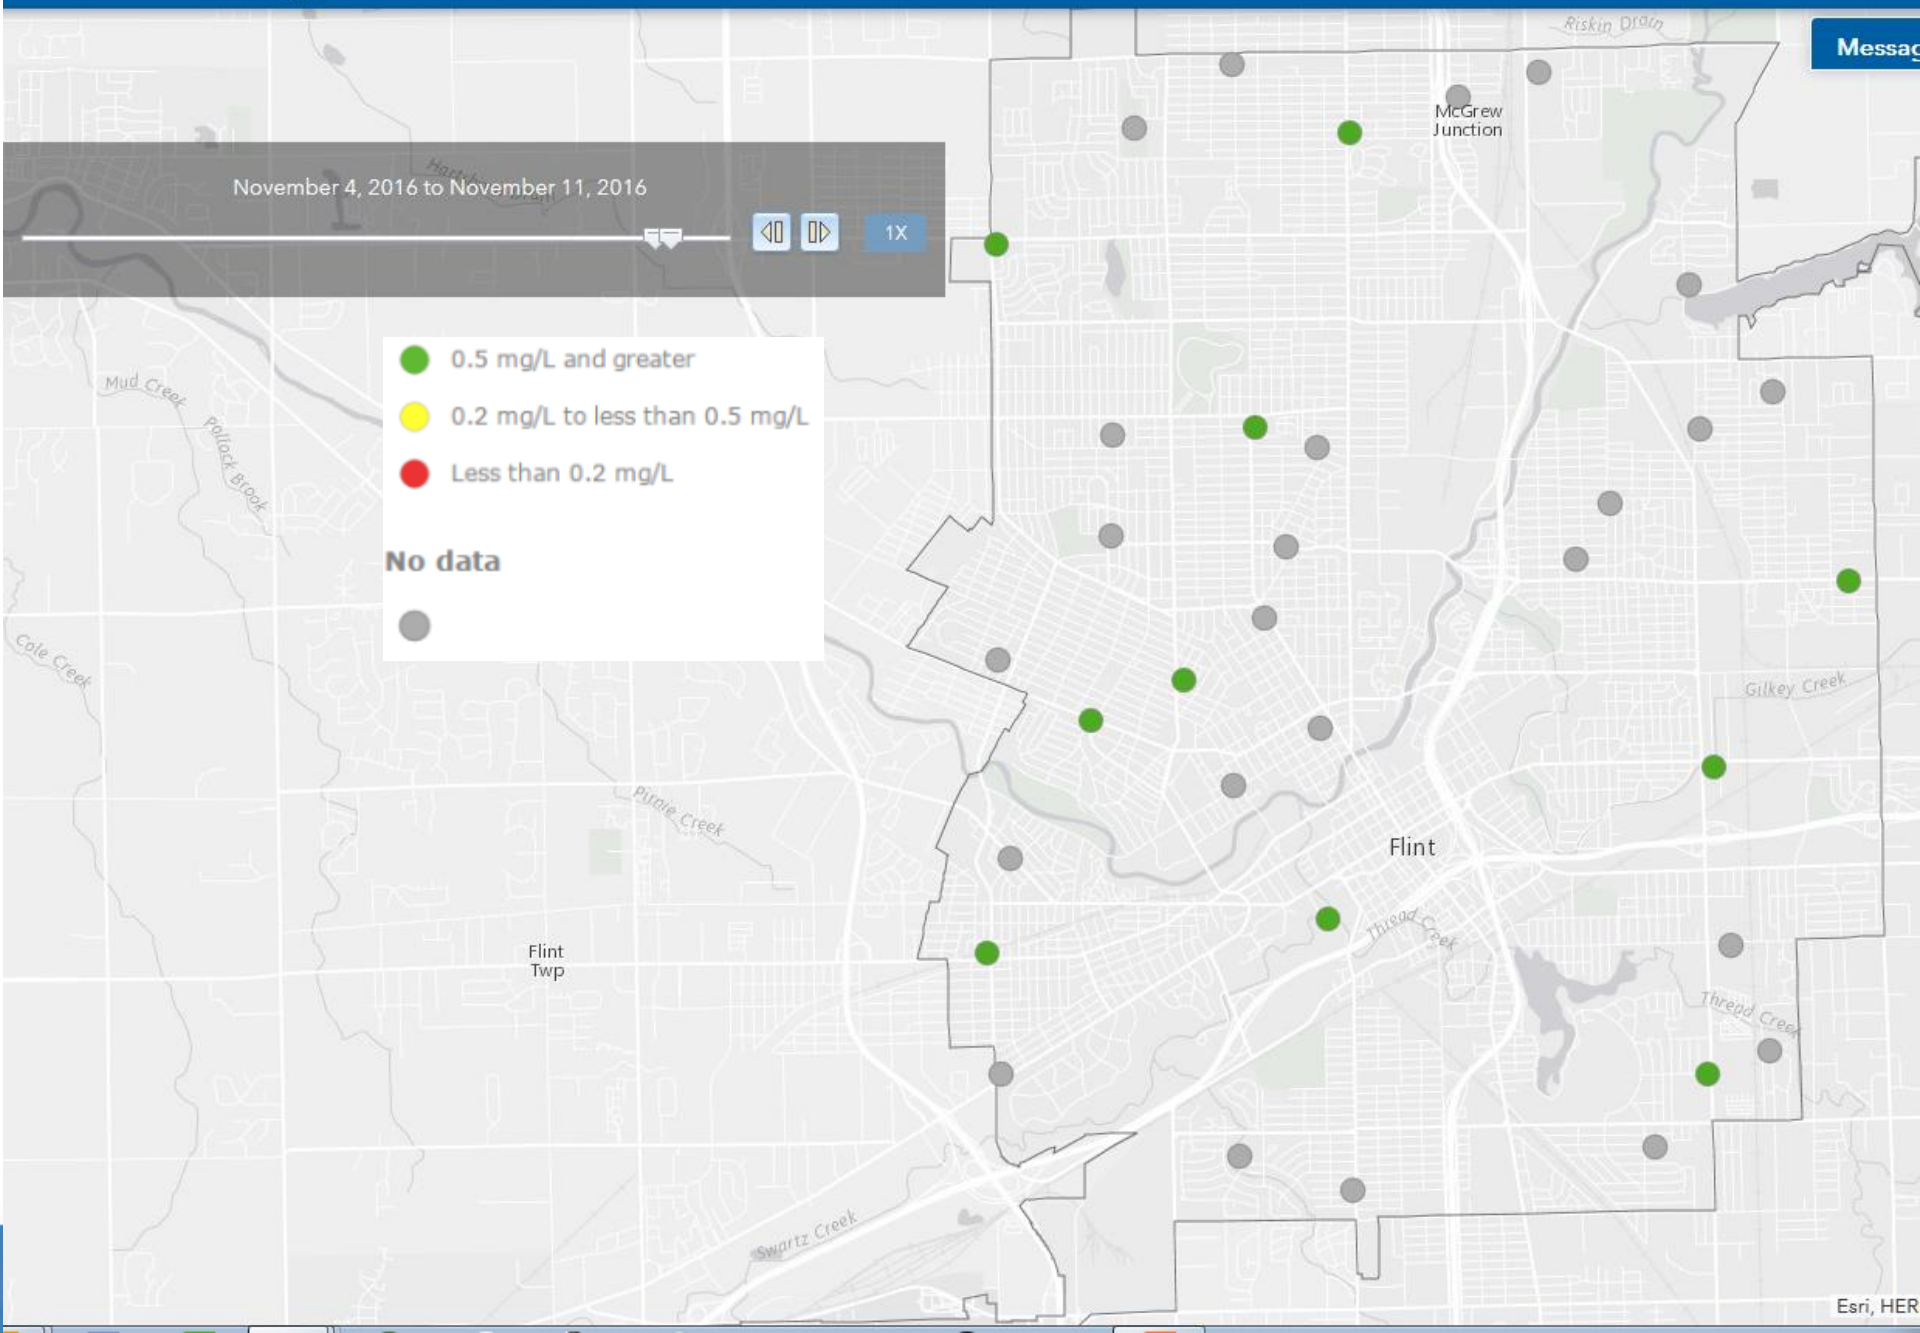 Riskin Drain
Messag
McGrew
Junction
November 4, 2016 to November 11, 2016
1X
0.5 mg/L and greater
0.2 mg/L to less than 0.5 mg/L
Less than 0.2 mg/L
No data
Mud Creek
Pollock Brook
Cole Creek
Gilkey Creek
Pirnie Creek
Flint
Thread Creek
Flint
Twp
Thread Creek
Swartz Creek
Esri, HER